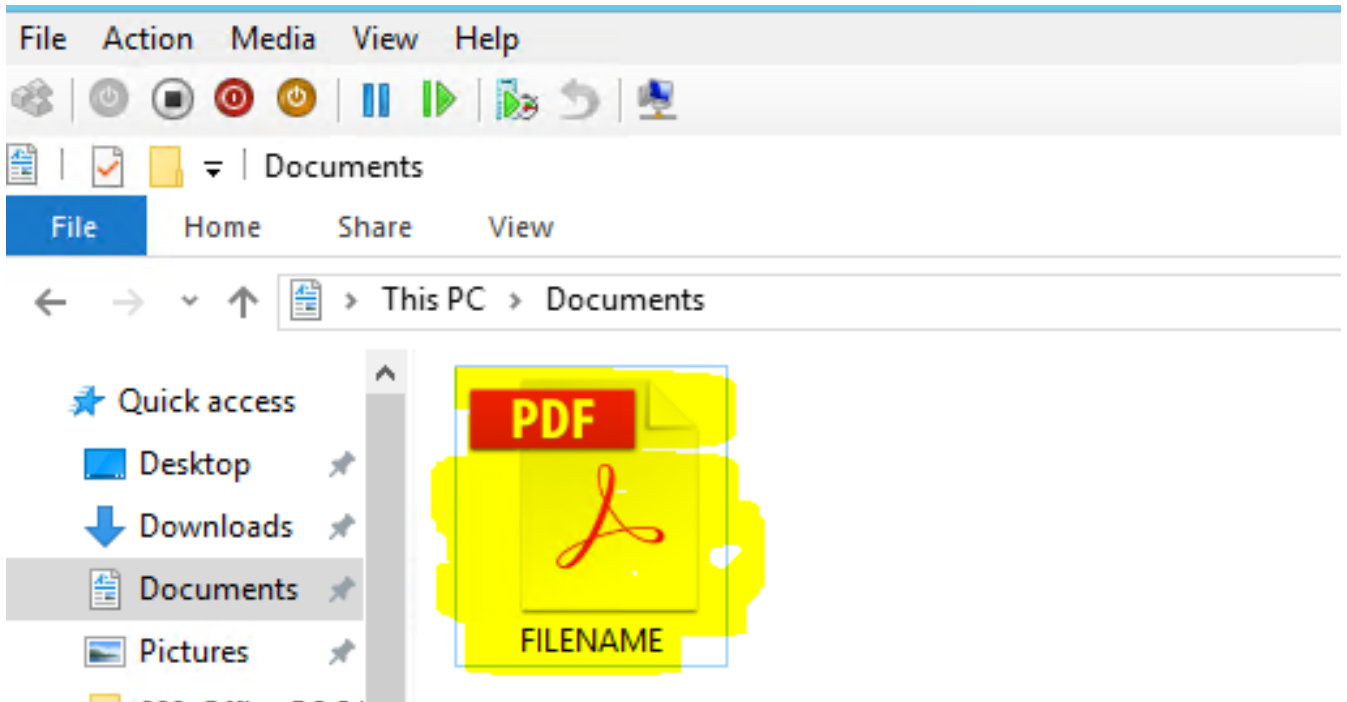 File Action Media View Help
Documents
File Home Share View
This PC > Documents
Quick access
Desktop
Downloads
Documents
Pictures
PDF
FILENAME